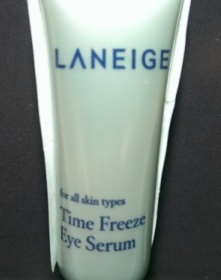 LANEIGE
for all skin types
Time Freeze
Eye Serum